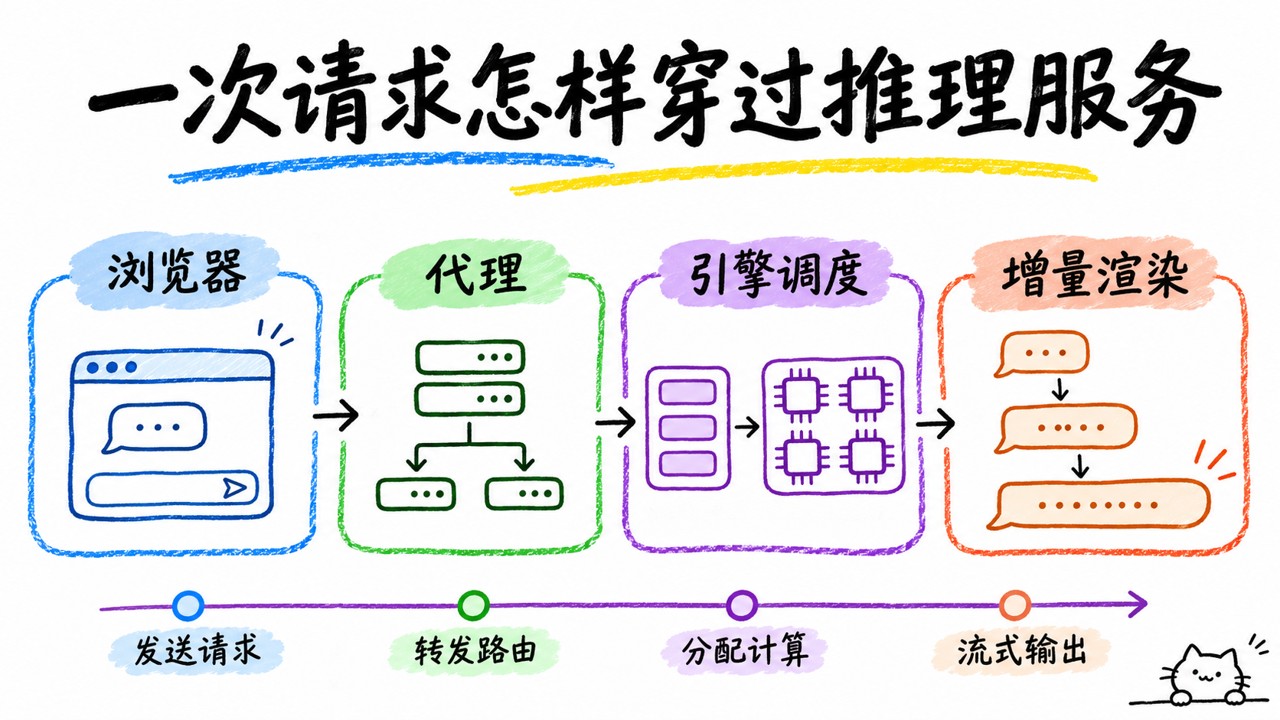 一次请求怎样穿过推理服务
浏览器
代理
引擎调度
增量渲染
发送请求
转发路由
分配计算
流式输出